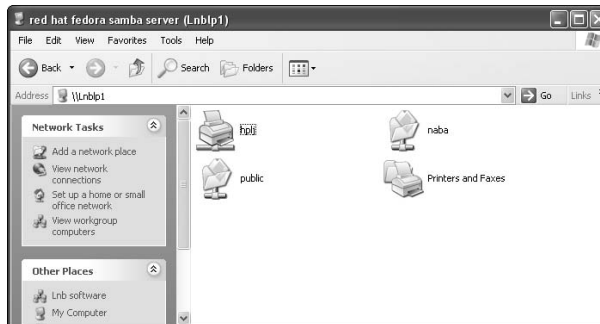 red hat fedora samba server (Lnblp1)
File Edit View Favorites Tools Help
Back Search Folders
Address \\Lnblp1 Go Links
Network Tasks
Add a network place
View network
connections
Set up a home or small
office network
View workgroup
computers
Other Places
Lnb software
My Computer
hplj
naba
public
Printers and Faxes